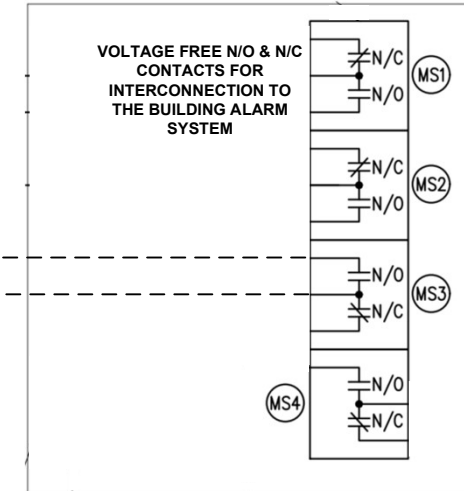 VOLTAGE FREE N/O & N/C
CONTACTS FOR
INTERCONNECTION TO
THE BUILDING ALARM
SYSTEM
N/C
MS1
N/O
N/C
MS2
N/O
N/O
MS3
N/C
N/O
MS4
N/C